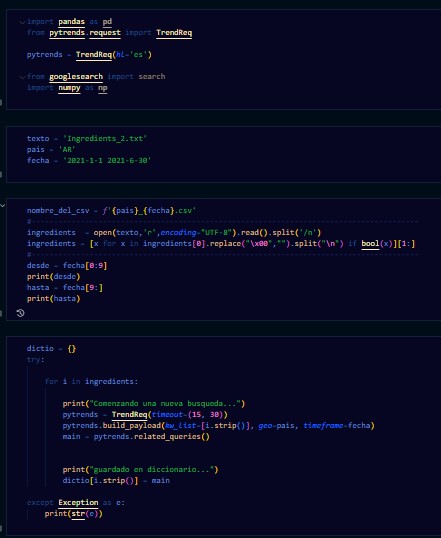 import pandas as pd
from pytrends.request import TrendReq
pytrends = TrendReq(hl='es')
from googlesearch import search
import numpy as np
texto = 'Ingredients_2.txt'
pais = 'AR'
fecha = '2021-1-1 2021-6-30'
nombre_del_csv = f'{pais}_{fecha}.csv'
#--------------------------------------------------------------------------------
ingredients = open(texto,'r',encoding="UTF-8").read().split('/n')
ingredients = [x for x in ingredients[0].replace("\x00","").split("\n") if bool(x)][1:]
#--------------------------------------------------------------------------------
desde = fecha[0:9]
print(desde)
hasta = fecha[9:]
print(hasta)
dictio = {}
try:
for i in ingredients:
print("Comenzando una nueva busqueda...")
pytrends = TrendReq(timeout=(15, 30))
pytrends.build_payload(kw_list=[i.strip()], geo=pais, timeframe=fecha)
main = pytrends.related_queries()
print("guardado en diccionario...")
dictio[i.strip()] = main
except Exception as e:
print(str(e))